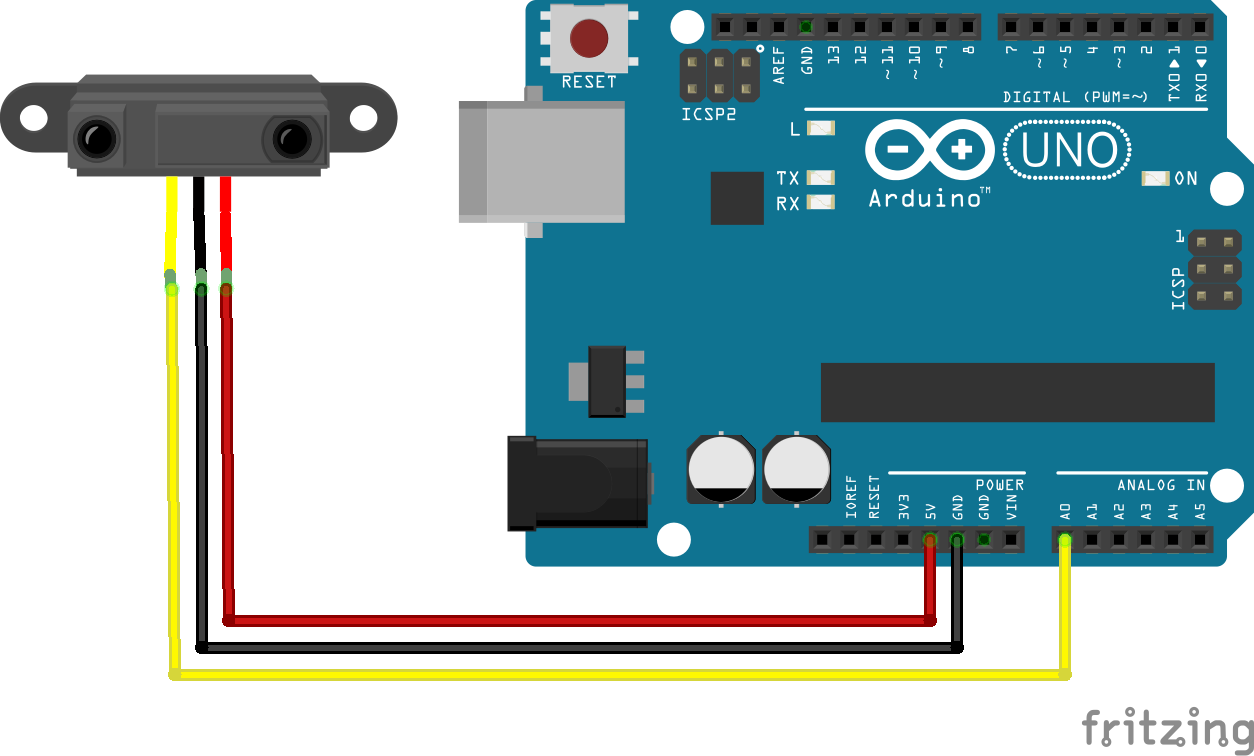 RESET
AREF
GND
13
12
~11
~10
~9
8
7
~6
~5
4
~3
2
TX0▶1
RX0◀0
DIGITAL (PWM=~)
ICSP2
L
TX
RX
UNO
Arduino™
ON
1
ICSP
POWER
ANALOG IN
IOREF
RESET
3V3
5V
GND
GND
VIN
A0
A1
A2
A3
A4
A5
fritzing